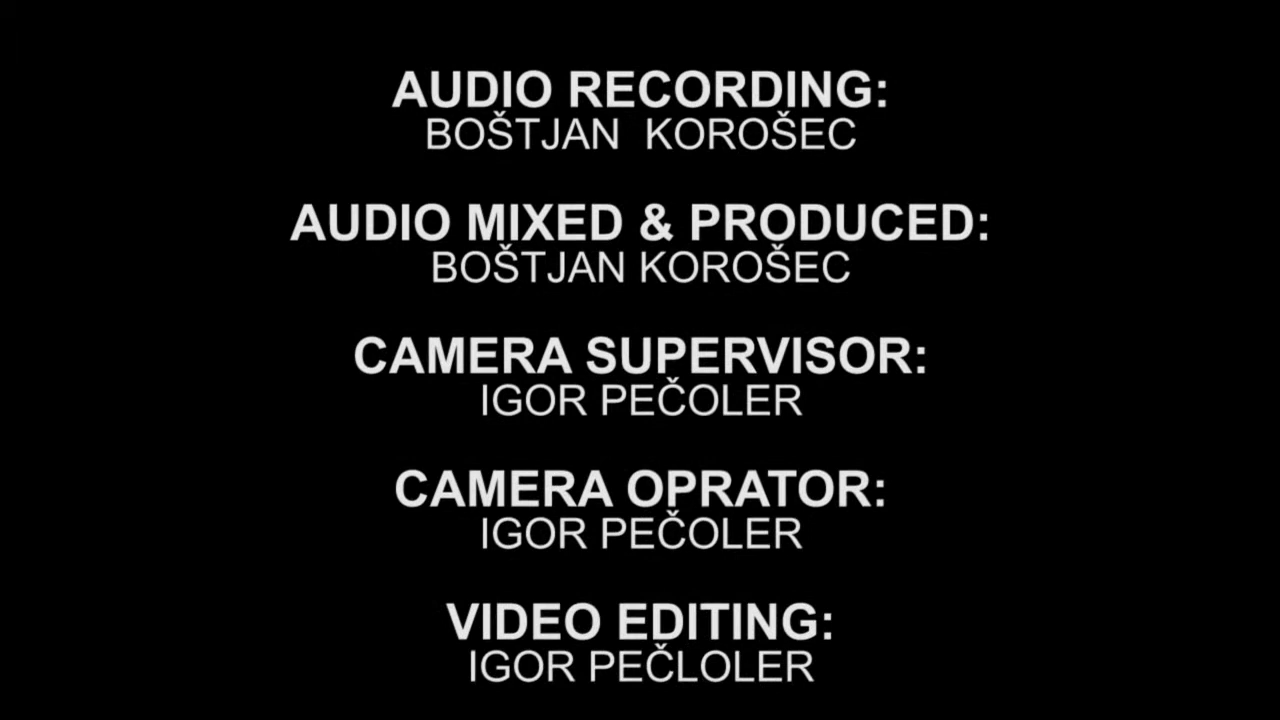 AUDIO RECORDING:
BOŠTJAN KOROŠEC
AUDIO MIXED & PRODUCED:
BOŠTJAN KOROŠEC
CAMERA SUPERVISOR:
IGOR PEČOLER
CAMERA OPRATOR:
IGOR PEČOLER
VIDEO EDITING:
IGOR PEČLOLER